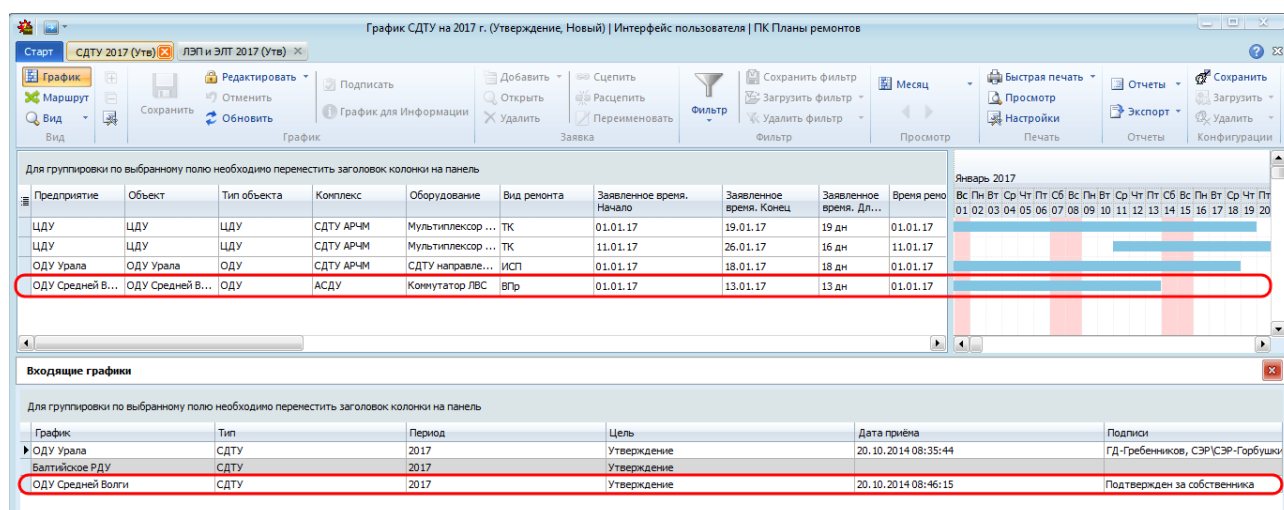 График СДТУ на 2017 г. (Утверждение, Новый) | Интерфейс пользователя | ПК Планы ремонтов
Старт СДТУ 2017 (Утв) ЛЭП и ЭЛТ 2017 (Утв)
График Редактировать Подписать Добавить Сцепить Сохранить фильтр Месяц Быстрая печать Отчеты Сохранить
Маршрут Сохранить Отменить График для Информации Открыть Расцепить Фильтр Загрузить фильтр Просмотр Экспорт Загрузить
Вид Обновить Удалить Переименовать Удалить фильтр Настройки Удалить
Вид График Заявка Фильтр Просмотр Печать Отчеты Конфигурации
Для группировки по выбранному полю необходимо переместить заголовок колонки на панель
Январь 2017
Предприятие Объект Тип объекта Комплекс Оборудование Вид ремонта Заявленное время. Начало Заявленное время. Конец Заявленное время. Дл... Время ремо
Вс Пн Вт Ср Чт Пт Сб Вс Пн Вт Ср Чт Пт Сб Вс Пн Вт Ср Чт Пт
01 02 03 04 05 06 07 08 09 10 11 12 13 14 15 16 17 18 19 20
ЦДУ ЦДУ ЦДУ СДТУ АРЧМ Мультиплексор ... ТК 01.01.17 19.01.17 19 дн 01.01.17
ЦДУ ЦДУ ЦДУ СДТУ АРЧМ Мультиплексор ... ТК 11.01.17 26.01.17 16 дн 11.01.17
ОДУ Урала ОДУ Урала ОДУ СДТУ АРЧМ СДТУ направле... ИСП 01.01.17 18.01.17 18 дн 01.01.17
ОДУ Средней В... ОДУ Средней В... ОДУ АСДУ Коммутатор ЛВС ВПр 01.01.17 13.01.17 13 дн 01.01.17
Входящие графики
Для группировки по выбранному полю необходимо переместить заголовок колонки на панель
График Тип Период Цель Дата приёма Подписи
ОДУ Урала СДТУ 2017 Утверждение 20.10.2014 08:35:44 ГД-Гребенников, СЭР\СЭР-Горбушки
Балтийское РДУ СДТУ 2017 Утверждение
ОДУ Средней Волги СДТУ 2017 Утверждение 20.10.2014 08:46:15 Подтвержден за собственника